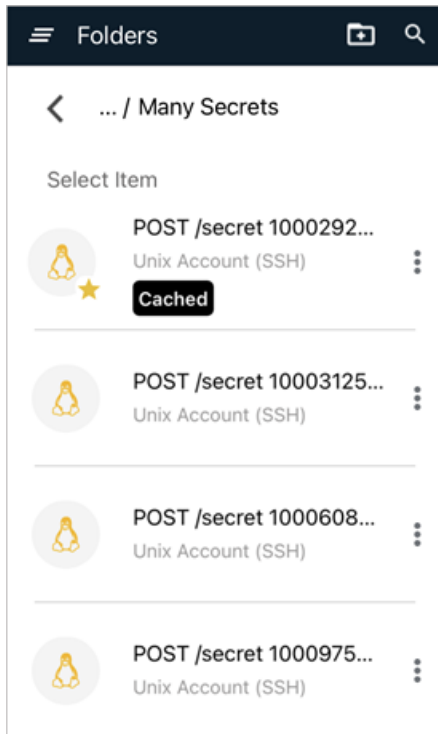 Folders
... / Many Secrets
Select Item
POST /secret 1000292...
Unix Account (SSH)
Cached
POST /secret 10003125...
Unix Account (SSH)
POST /secret 1000608...
Unix Account (SSH)
POST /secret 1000975...
Unix Account (SSH)